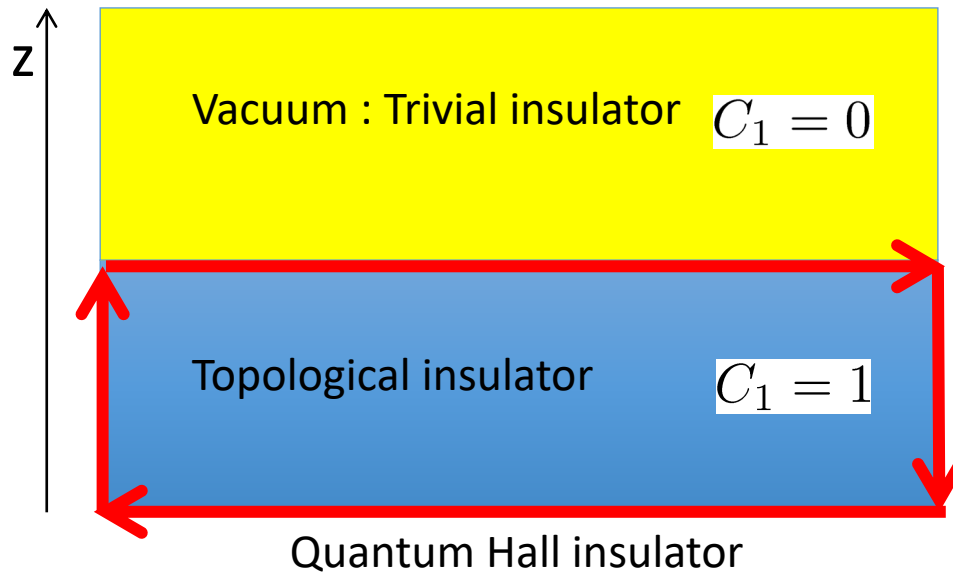 z
Vacuum : Trivial insulator C₁ = 0
Topological insulator C₁ = 1
Quantum Hall insulator